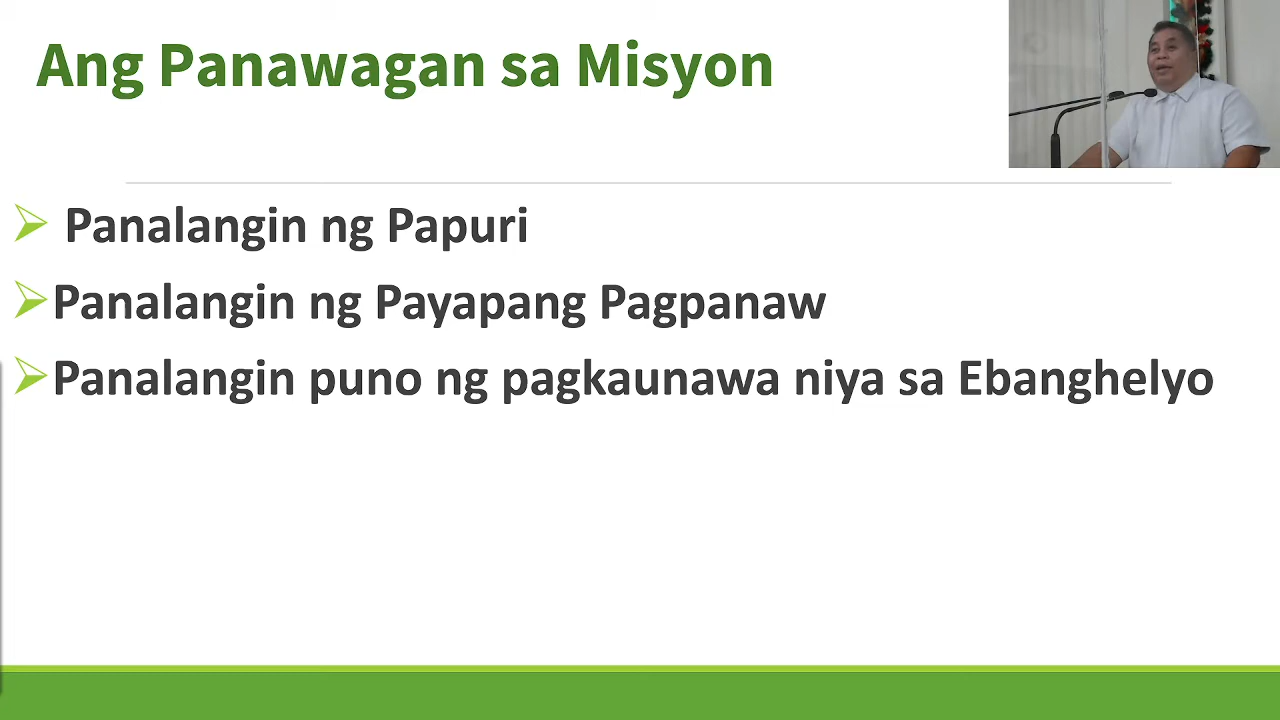 Ang Panawagan sa Misyon
Panalangin ng Papuri
Panalangin ng Payapang Pagpanaw
Panalangin puno ng pagkaunawa niya sa Ebanghelyo